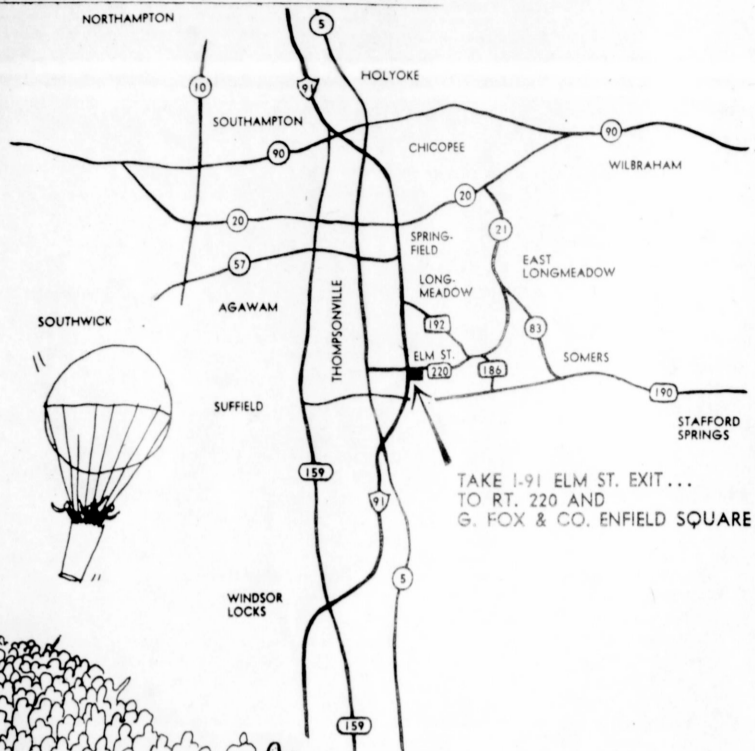 NORTHAMPTON
5
HOLYOKE
91
10
SOUTHAMPTON
90
CHICOPEE
90
WILBRAHAM
20
20
21
SPRING-
FIELD
57
EAST
LONGMEADOW
LONG-
MEADOW
AGAWAM
THOMPSONVILLE
SOUTHWICK
192
83
ELM ST.
220
186
SOMERS
190
SUFFIELD
STAFFORD
SPRINGS
159
91
TAKE I-91 ELM ST. EXIT...
TO RT. 220 AND
G. FOX & CO. ENFIELD SQUARE
5
WINDSOR
LOCKS
159